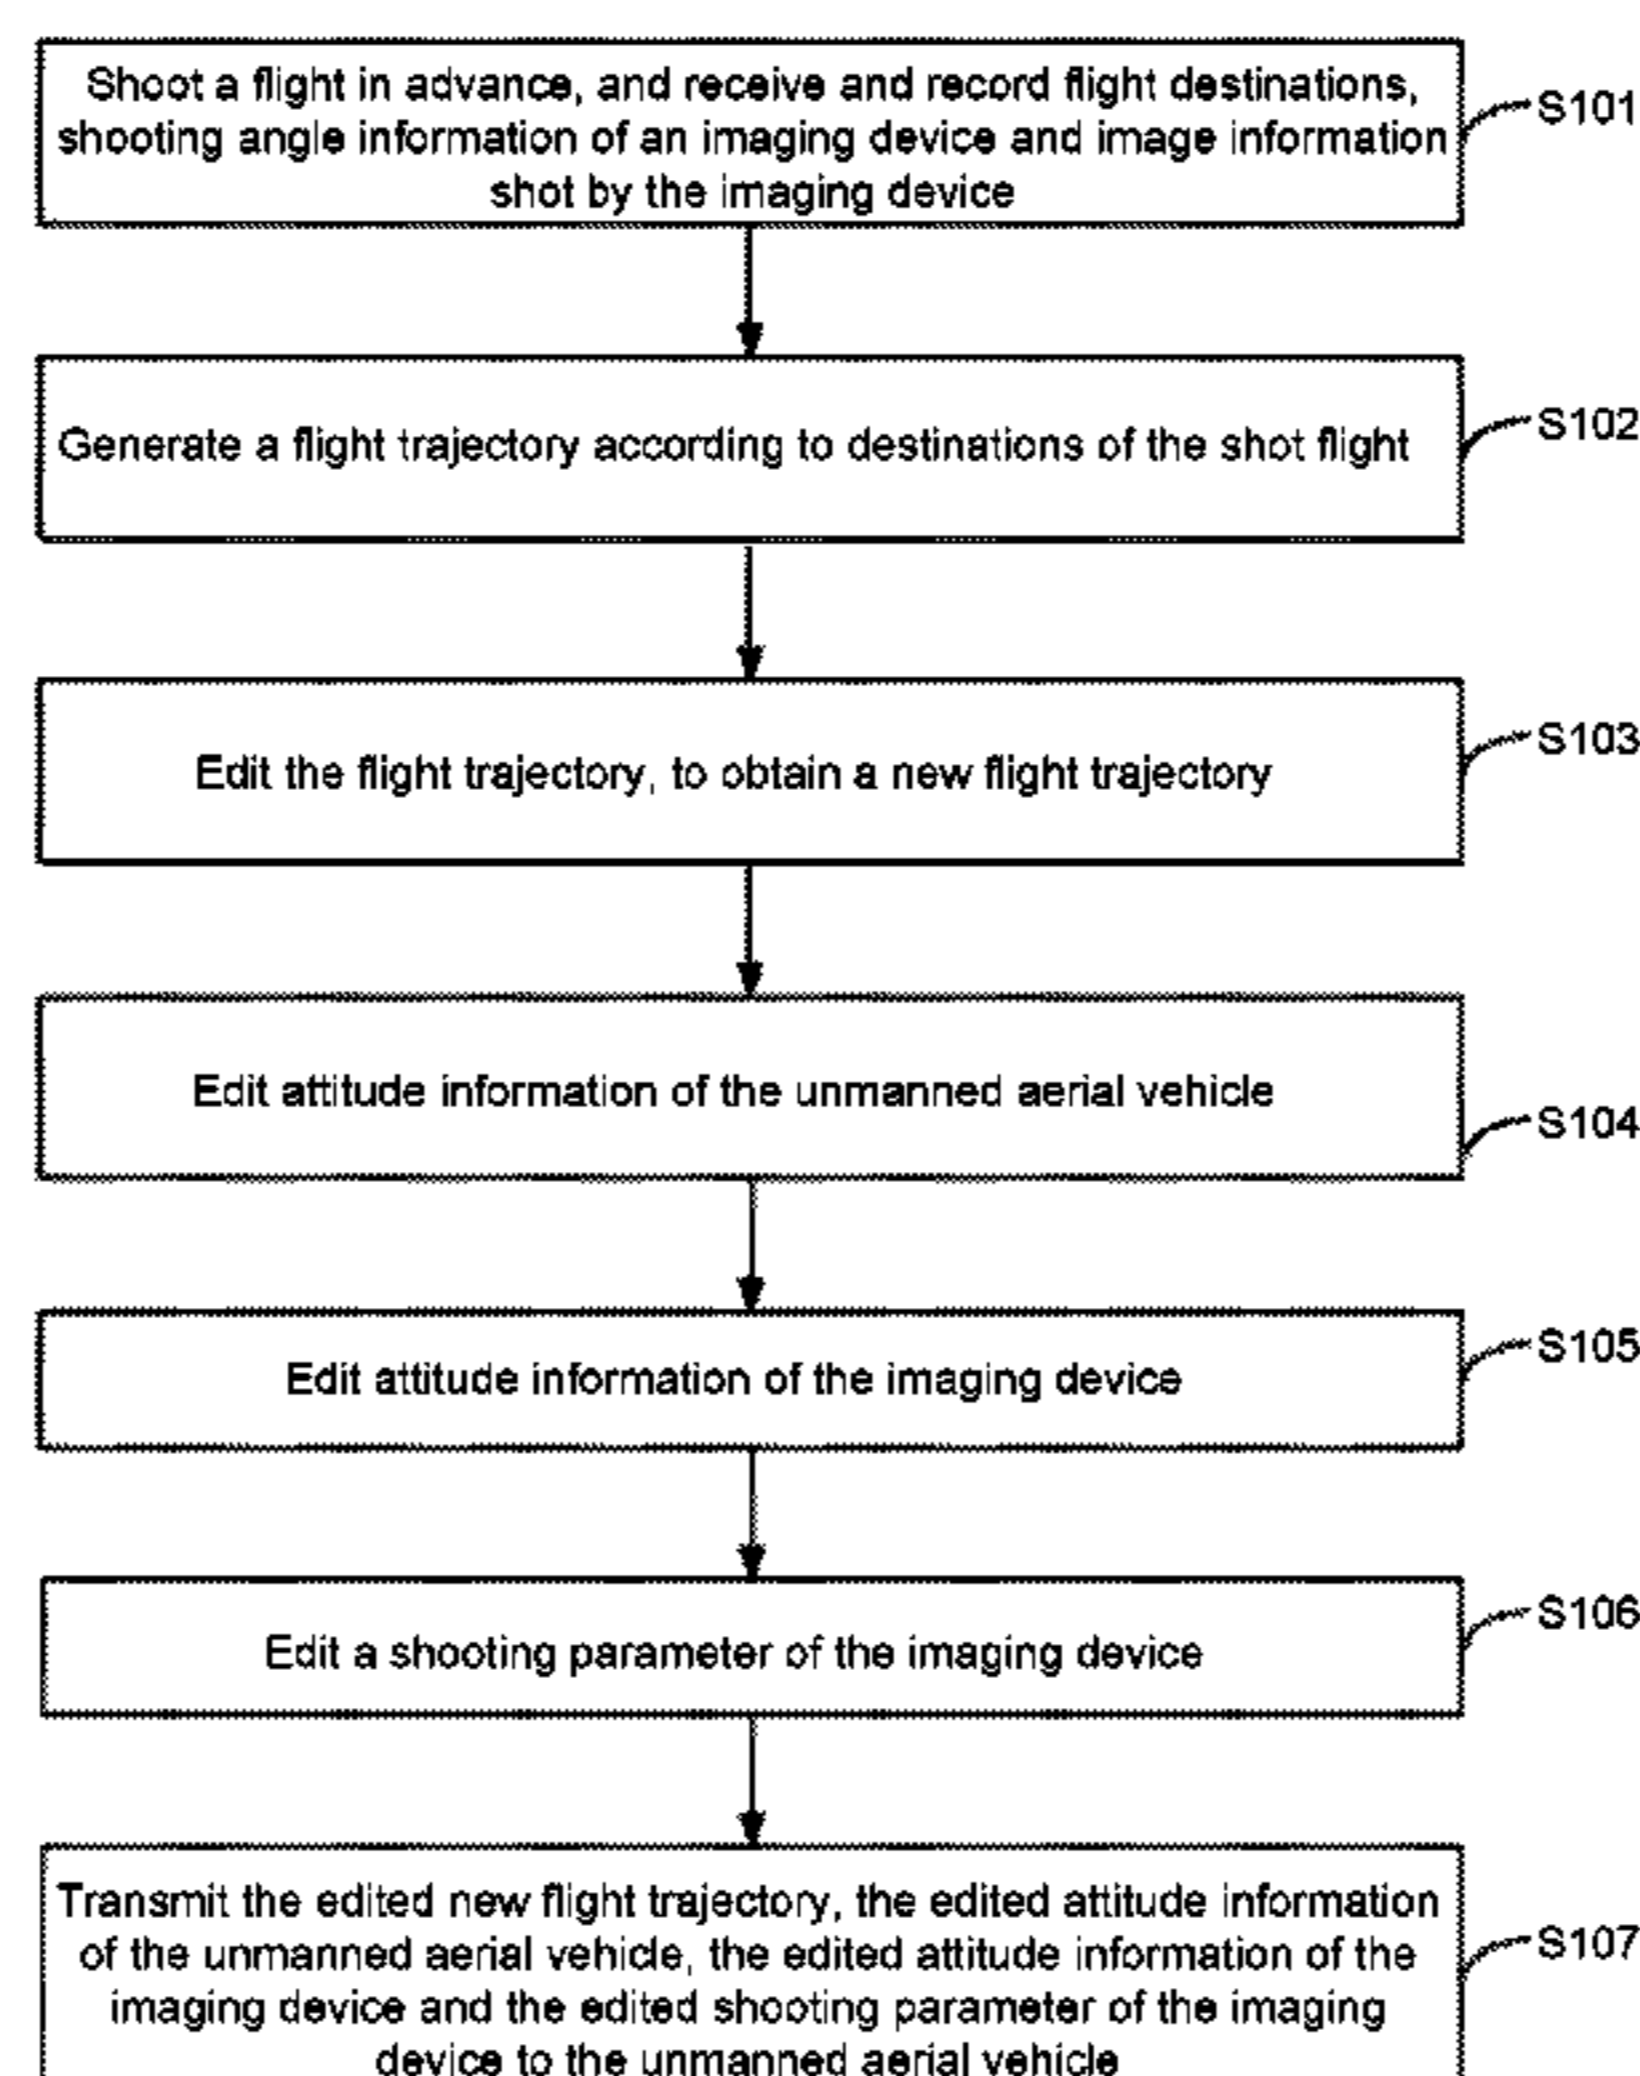 Shoot a flight in advance, and receive and record flight destinations,
shooting angle information of an imaging device and image information
shot by the imaging device
S101
Generate a flight trajectory according to destinations of the shot flight
S102
Edit the flight trajectory, to obtain a new flight trajectory
S103
Edit attitude information of the unmanned aerial vehicle
S104
Edit attitude information of the imaging device
S105
Edit a shooting parameter of the imaging device
S106
Transmit the edited new flight trajectory, the edited attitude information
of the unmanned aerial vehicle, the edited attitude information of the
imaging device and the edited shooting parameter of the imaging
device to the unmanned aerial vehicle
S107